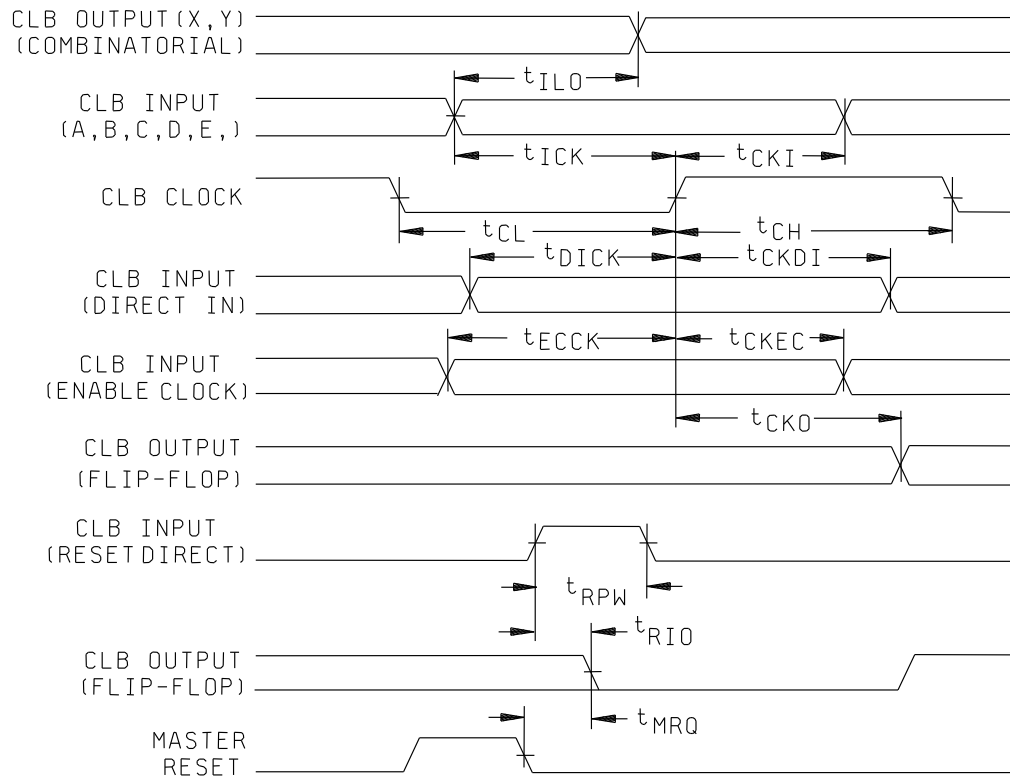 CLB OUTPUT(X,Y)
(COMBINATORIAL)
tILO
CLB INPUT
(A,B,C,D,E,)
tICK
tCKI
CLB CLOCK
tCL
tCH
tDICK
tCKDI
CLB INPUT
(DIRECT IN)
tECCK
tCKEC
CLB INPUT
(ENABLE CLOCK)
tCKO
CLB OUTPUT
(FLIP-FLOP)
CLB INPUT
(RESET DIRECT)
tRPW
tRIO
CLB OUTPUT
(FLIP-FLOP)
tMRQ
MASTER
RESET